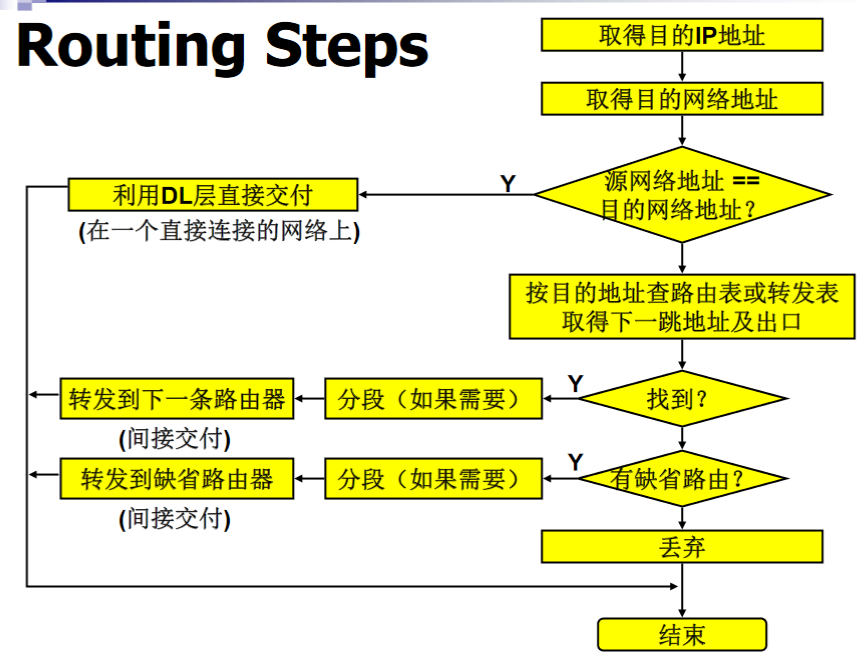 Routing Steps
取得目的IP地址
取得目的网络地址
源网络地址 ==
目的网络地址？
Y
利用DL层直接交付
(在一个直接连接的网络上)
按目的地址查路由表或转发表
取得下一跳地址及出口
找到？
Y
分段（如果需要）
转发到下一条路由器
(间接交付)
有缺省路由？
Y
分段（如果需要）
转发到缺省路由器
(间接交付)
丢弃
结束